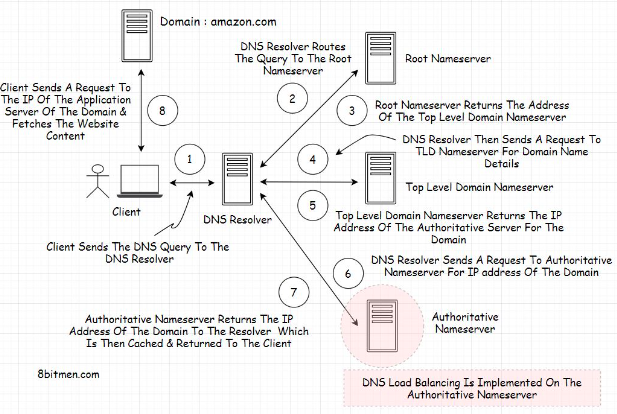 Domain : amazon.com
DNS Resolver Routes
The Query To The Root
Nameserver
Root Nameserver
Client Sends A Request To
The IP Of The Application
Server Of The Domain &
Fetches The Website
Content
8
2
3
Root Nameserver Returns The Address
Of The Top Level Domain Nameserver
1
4
DNS Resolver Then Sends A Request To
TLD Nameserver For Domain Name
Details
Client
DNS Resolver
5
Top Level Domain Nameserver
Top Level Domain Nameserver Returns The IP
Address Of The Authoritative Server For The
Domain
Client Sends The DNS Query To The
DNS Resolver
6
DNS Resolver Sends A Request To Authoritative
Nameserver For IP address Of The Domain
7
Authoritative Nameserver Returns The IP
Address Of The Domain To The Resolver Which
Is Then Cached & Returned To The Client
Authoritative
Nameserver
8bitmen.com
DNS Load Balancing Is Implemented On The
Authoritative Nameserver